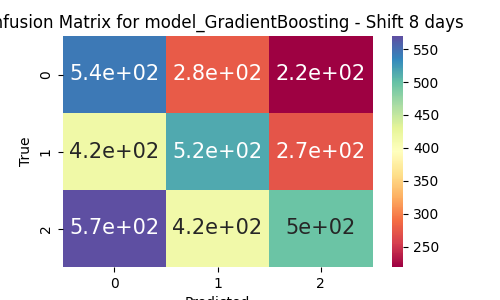 nfusion Matrix for model_GradientBoosting - Shift 8 days
0 5.4e+02 2.8e+02 2.2e+02
1 4.2e+02 5.2e+02 2.7e+02
2 5.7e+02 4.2e+02 5e+02
True
0 1 2
Predicted
550
500
450
400
350
300
250